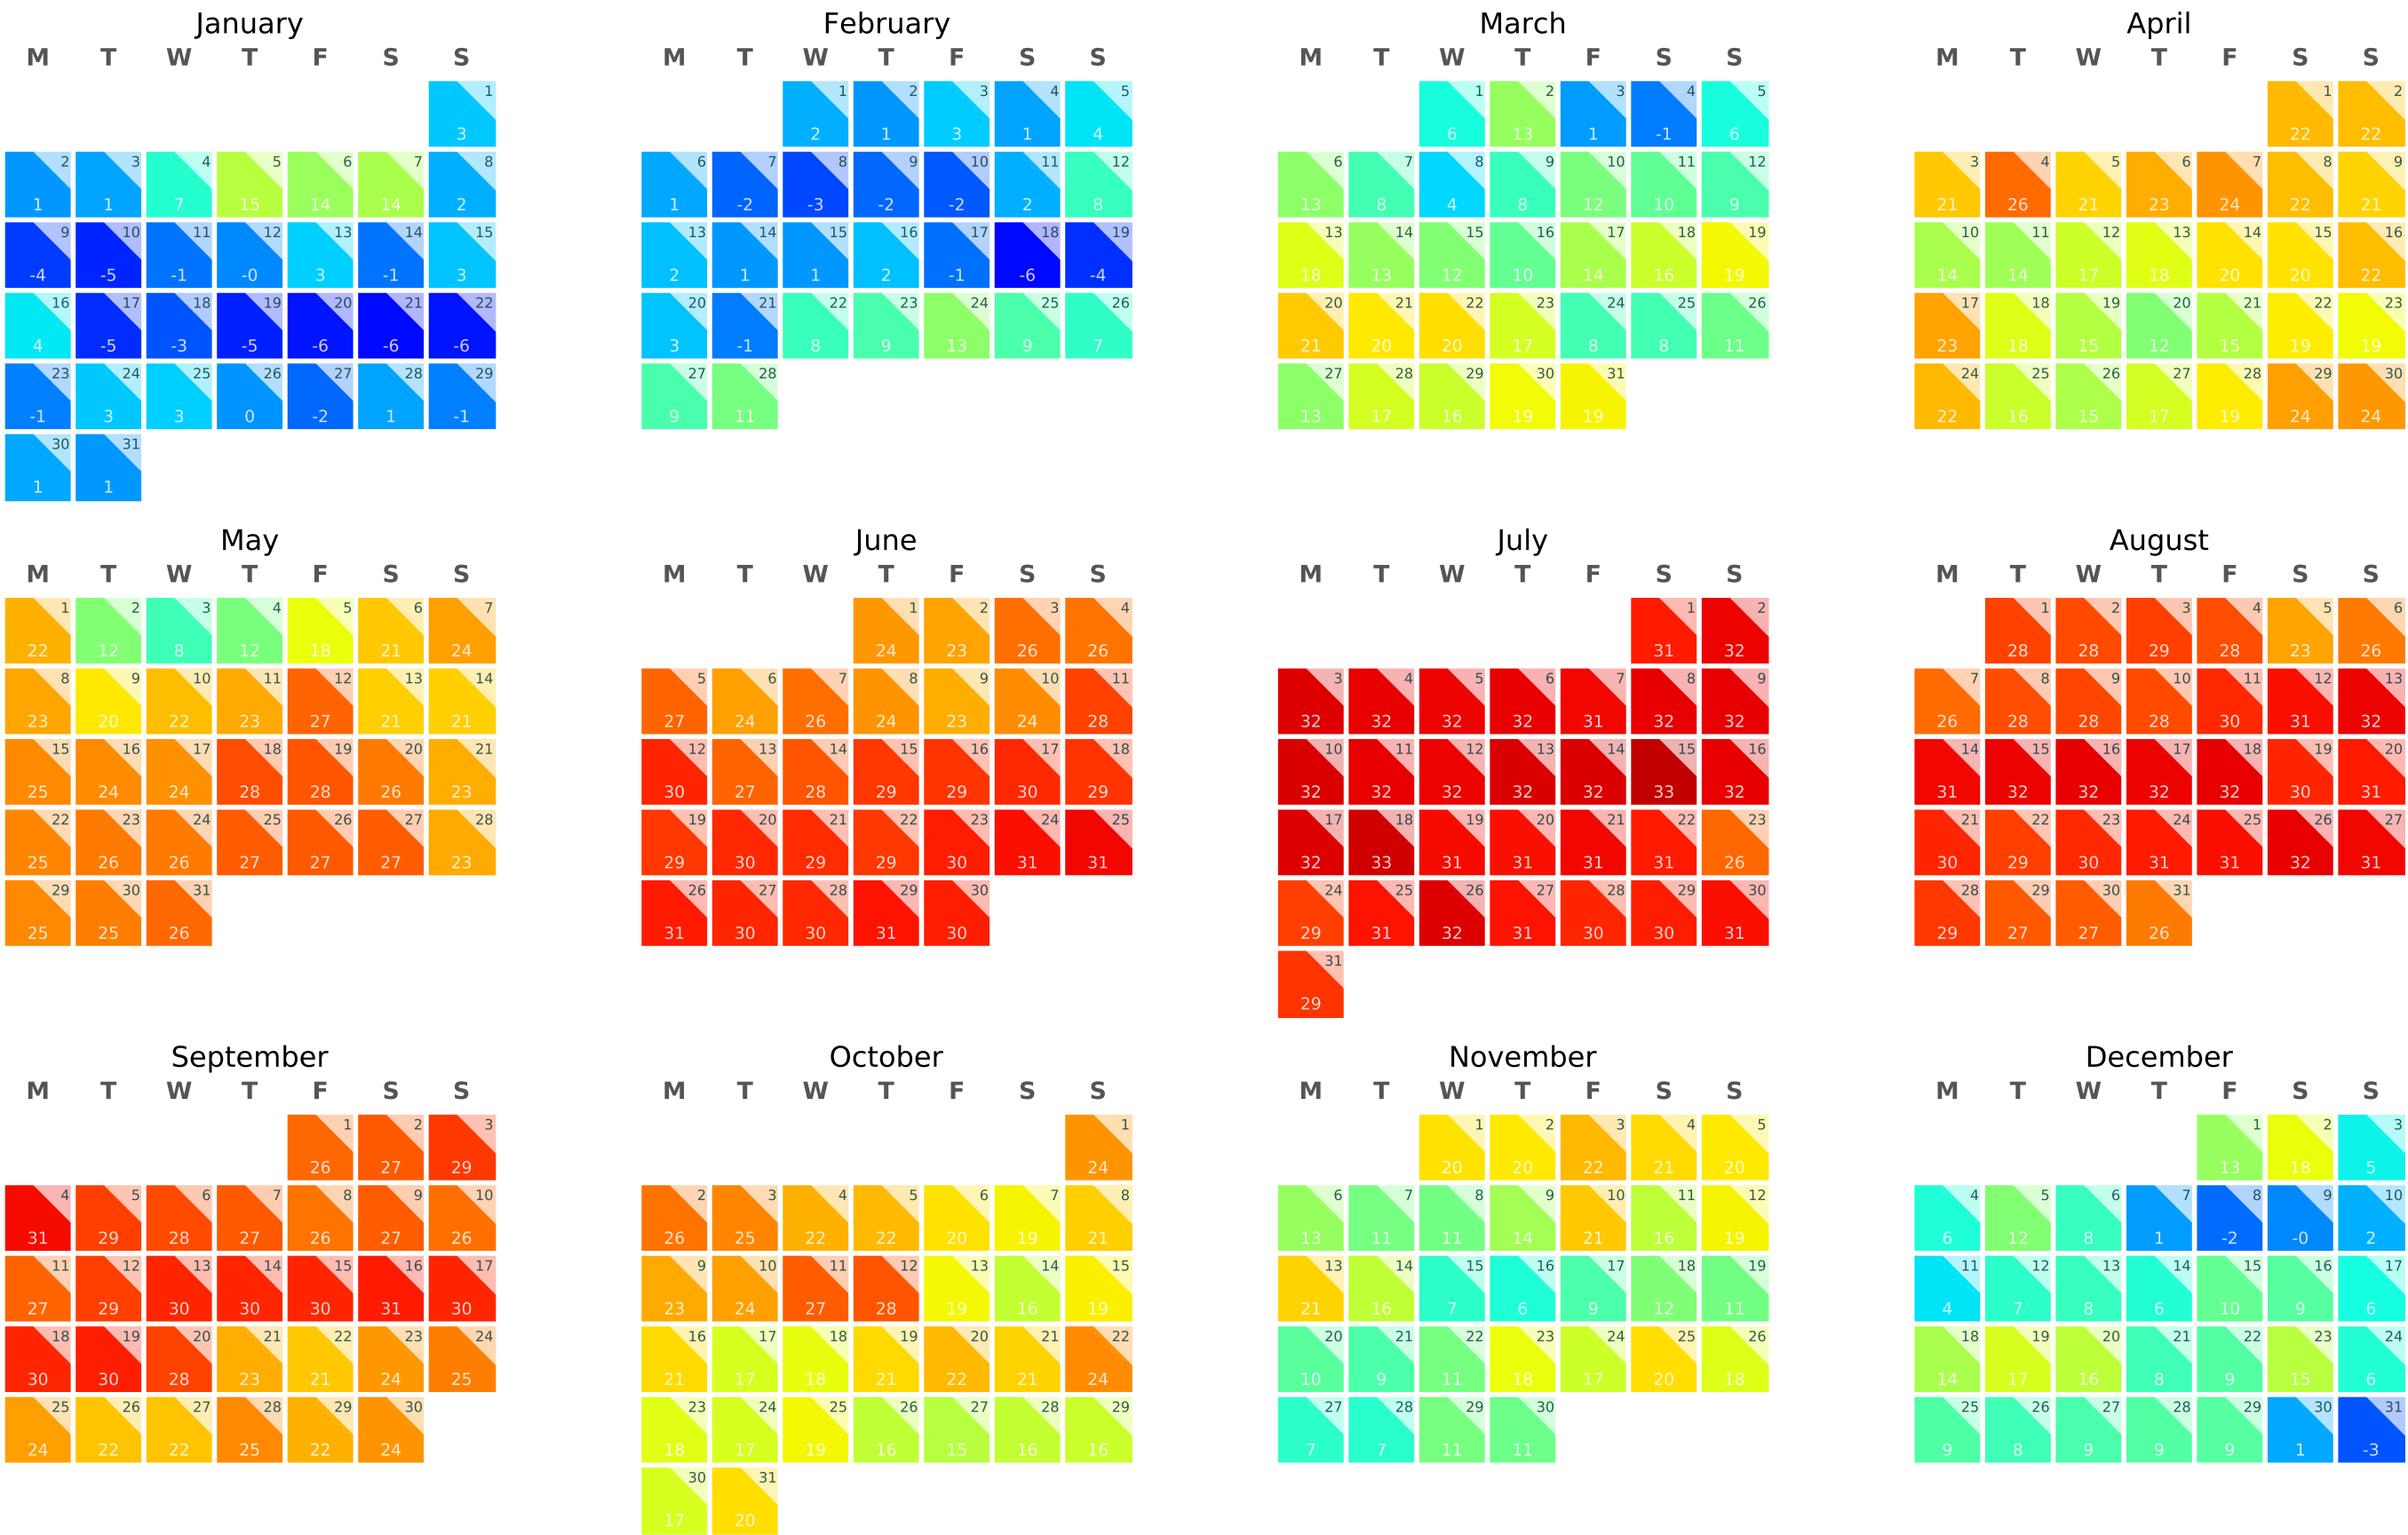 January February March April
M T W T F S S M T W T F S S M T W T F S S M T W T F S S
1 1 2 3 4 5 1 2 3 4 5 1 2
3 2 1 3 1 4 6 13 1 -1 6 22 22
2 3 4 5 6 7 8 6 7 8 9 10 11 12 6 7 8 9 10 11 12 3 4 5 6 7 8 9
1 1 7 15 14 14 2 1 -2 -3 -2 -2 2 8 13 8 4 8 12 10 9 21 26 21 23 24 22 21
9 10 11 12 13 14 15 13 14 15 16 17 18 19 13 14 15 16 17 18 19 10 11 12 13 14 15 16
-4 -5 -1 -0 3 -1 3 2 1 1 2 -1 -6 -4 18 13 12 10 14 16 19 14 14 17 18 20 20 22
16 17 18 19 20 21 22 20 21 22 23 24 25 26 20 21 22 23 24 25 26 17 18 19 20 21 22 23
4 -5 -3 -5 -6 -6 -6 3 -1 8 9 13 9 7 21 20 20 17 8 8 11 23 18 15 12 15 19 19
23 24 25 26 27 28 29 27 28 27 28 29 30 31 24 25 26 27 28 29 30
-1 3 3 0 -2 1 -1 9 11 13 17 16 19 19 22 16 15 17 19 24 24
30 31
1 1
May June July August
M T W T F S S M T W T F S S M T W T F S S M T W T F S S
1 2 3 4 5 6 7 1 2 3 4 1 2 1 2 3 4 5 6
22 12 8 12 18 21 24 24 23 26 26 31 32 28 28 29 28 23 26
8 9 10 11 12 13 14 5 6 7 8 9 10 11 3 4 5 6 7 8 9 7 8 9 10 11 12 13
23 20 22 23 27 21 21 27 24 26 24 23 24 28 32 32 32 32 31 32 32 26 28 28 28 30 31 32
15 16 17 18 19 20 21 12 13 14 15 16 17 18 10 11 12 13 14 15 16 14 15 16 17 18 19 20
25 24 24 28 28 26 23 30 27 28 29 29 30 29 32 32 32 32 32 33 32 31 32 32 32 32 30 31
22 23 24 25 26 27 28 19 20 21 22 23 24 25 17 18 19 20 21 22 23 21 22 23 24 25 26 27
25 26 26 27 27 27 23 29 30 29 29 30 31 31 32 33 31 31 31 31 26 30 29 30 31 31 32 31
29 30 31 26 27 28 29 30 24 25 26 27 28 29 30 28 29 30 31
25 25 26 31 30 30 31 30 29 31 32 31 30 30 31 29 27 27 26
31
29
September October November December
M T W T F S S M T W T F S S M T W T F S S M T W T F S S
1 2 3 1 1 2 3 4 5 1 2 3
26 27 29 24 20 20 22 21 20 13 18 5
4 5 6 7 8 9 10 2 3 4 5 6 7 8 6 7 8 9 10 11 12 4 5 6 7 8 9 10
31 29 28 27 26 27 26 26 25 22 22 20 19 21 13 11 11 14 21 16 19 6 12 8 1 -2 -0 2
11 12 13 14 15 16 17 9 10 11 12 13 14 15 13 14 15 16 17 18 19 11 12 13 14 15 16 17
27 29 30 30 30 31 30 23 24 27 28 19 16 19 21 16 7 6 9 12 11 4 7 8 6 10 9 6
18 19 20 21 22 23 24 16 17 18 19 20 21 22 20 21 22 23 24 25 26 18 19 20 21 22 23 24
30 30 28 23 21 24 25 21 17 18 21 22 21 24 10 9 11 18 17 20 18 14 17 16 8 9 15 6
25 26 27 28 29 30 23 24 25 26 27 28 29 27 28 29 30 25 26 27 28 29 30 31
24 22 22 25 22 24 18 17 19 16 15 16 16 7 7 11 11 9 8 9 9 9 1 -3
30 31
17 20